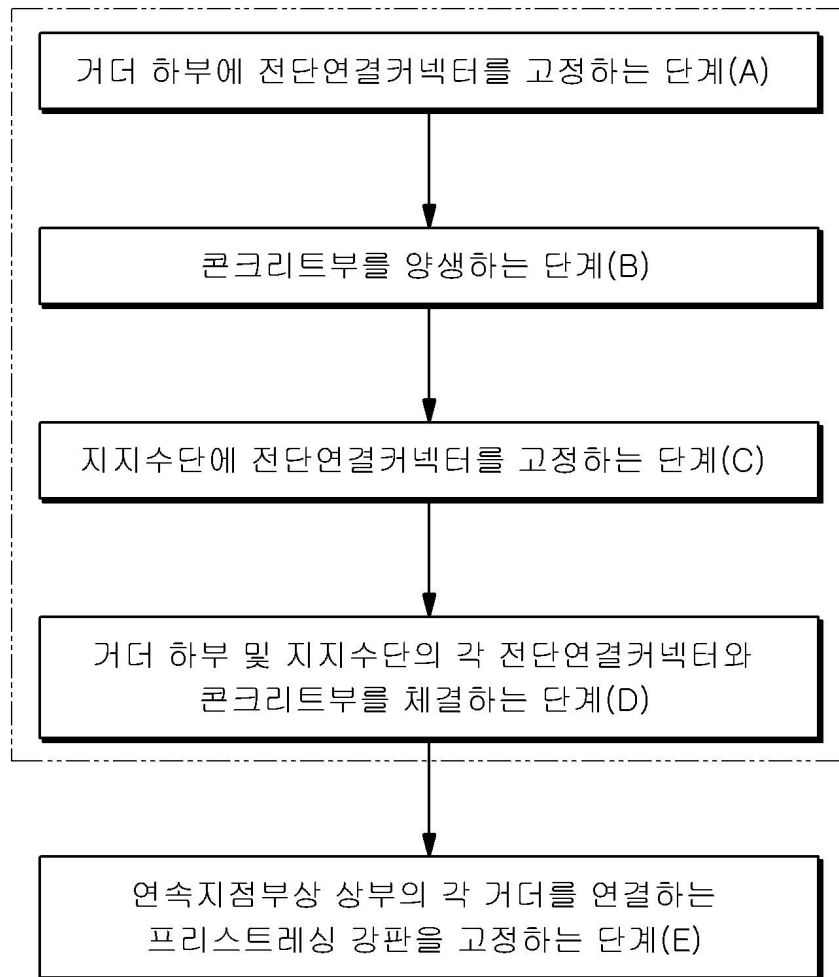 거더 하부에 전단연결커넥터를 고정하는 단계(A)
콘크리트부를 양생하는 단계(B)
지지수단에 전단연결커넥터를 고정하는 단계(C)
거더 하부 및 지지수단의 각 전단연결커넥터와
콘크리트부를 체결하는 단계(D)
연속지점부상 상부의 각 거더를 연결하는
프리스트레싱 강판을 고정하는 단계(E)